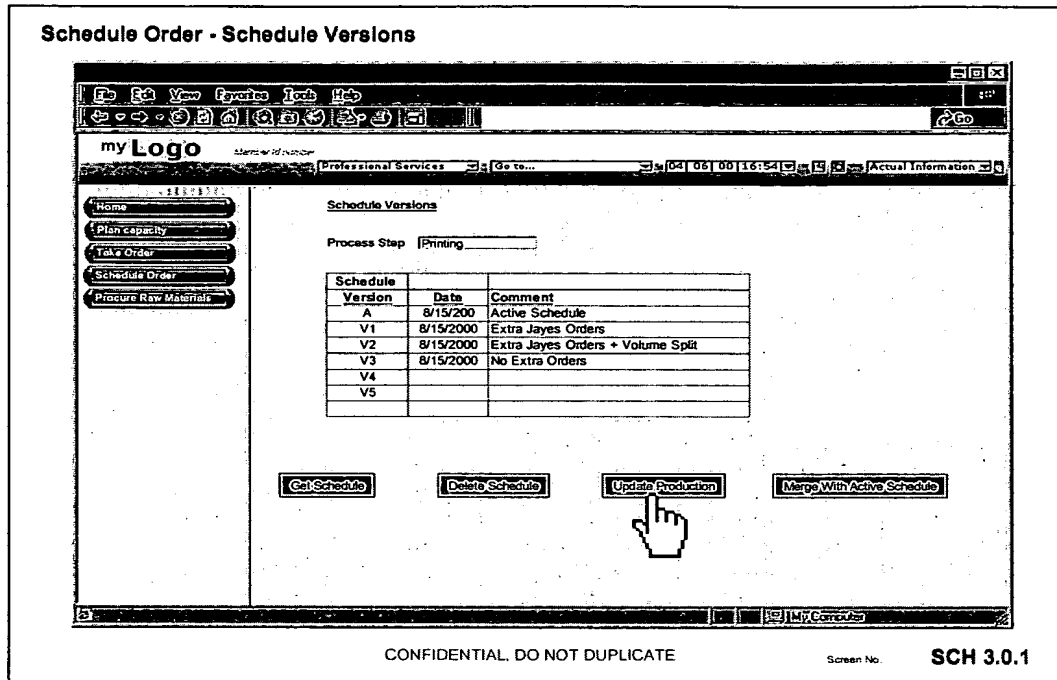 Schedule Order - Schedule Versions
File Edit View Favorites Tools Help
Go
my Logo
Professional Services Go to... 04 06 00 16:54 Actual Information
Home
Plan capacity
Take Order
Schedule Order
Procure Raw Materials
Schedule Versions
Process Step Printing
Schedule
Version Date Comment
A 8/15/200 Active Schedule
V1 8/15/2000 Extra Jayes Orders
V2 8/15/2000 Extra Jayes Orders + Volume Split
V3 8/15/2000 No Extra Orders
V4
V5
Get Schedule Delete Schedule Update Production Merge With Active Schedule
My Computer
CONFIDENTIAL, DO NOT DUPLICATE Screen No. SCH 3.0.1